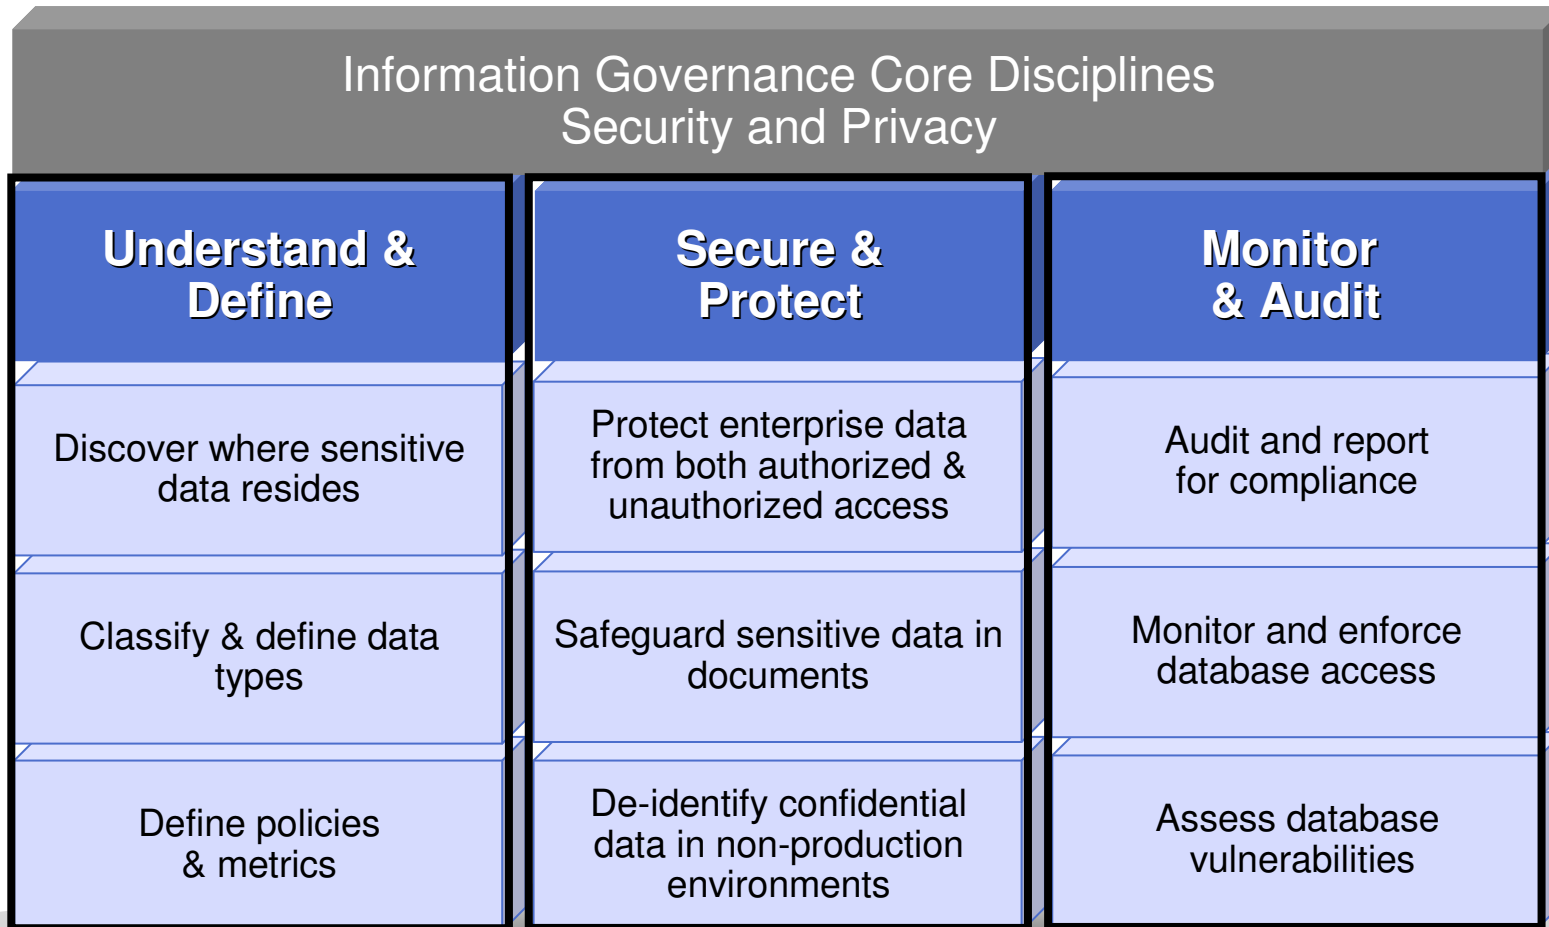 Information Governance Core Disciplines
Security and Privacy
Understand &
Define
Discover where sensitive
data resides
Classify & define data
types
Define policies
& metrics
Secure &
Protect
Protect enterprise data
from both authorized &
unauthorized access
Safeguard sensitive data in
documents
De-identify confidential
data in non-production
environments
Monitor
& Audit
Audit and report
for compliance
Monitor and enforce
database access
Assess database
vulnerabilities